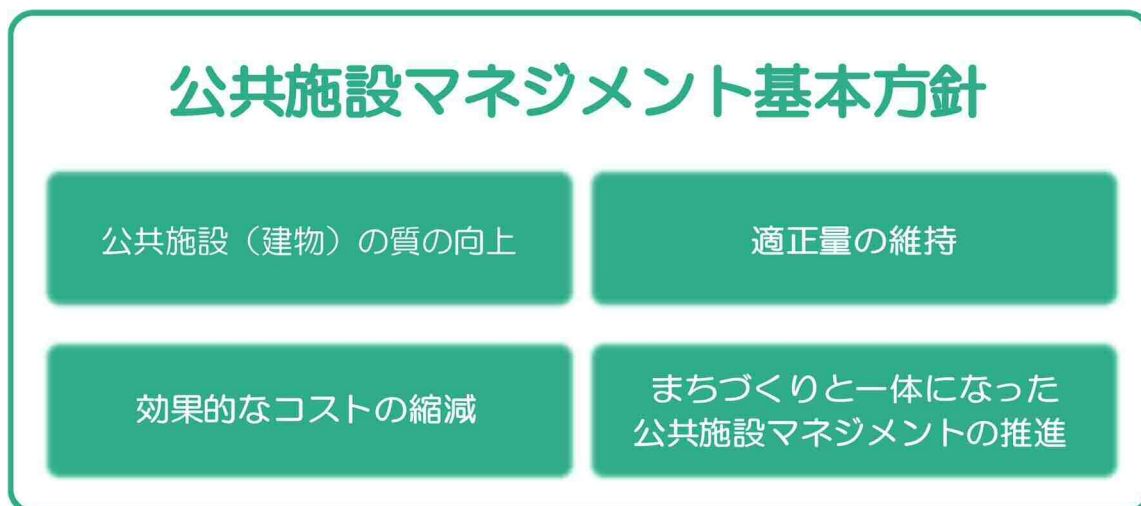 公共施設マネジメント基本方針
公共施設（建物）の質の向上
適正量の維持
効果的なコストの縮減
まちづくりと一体になった
公共施設マネジメントの推進